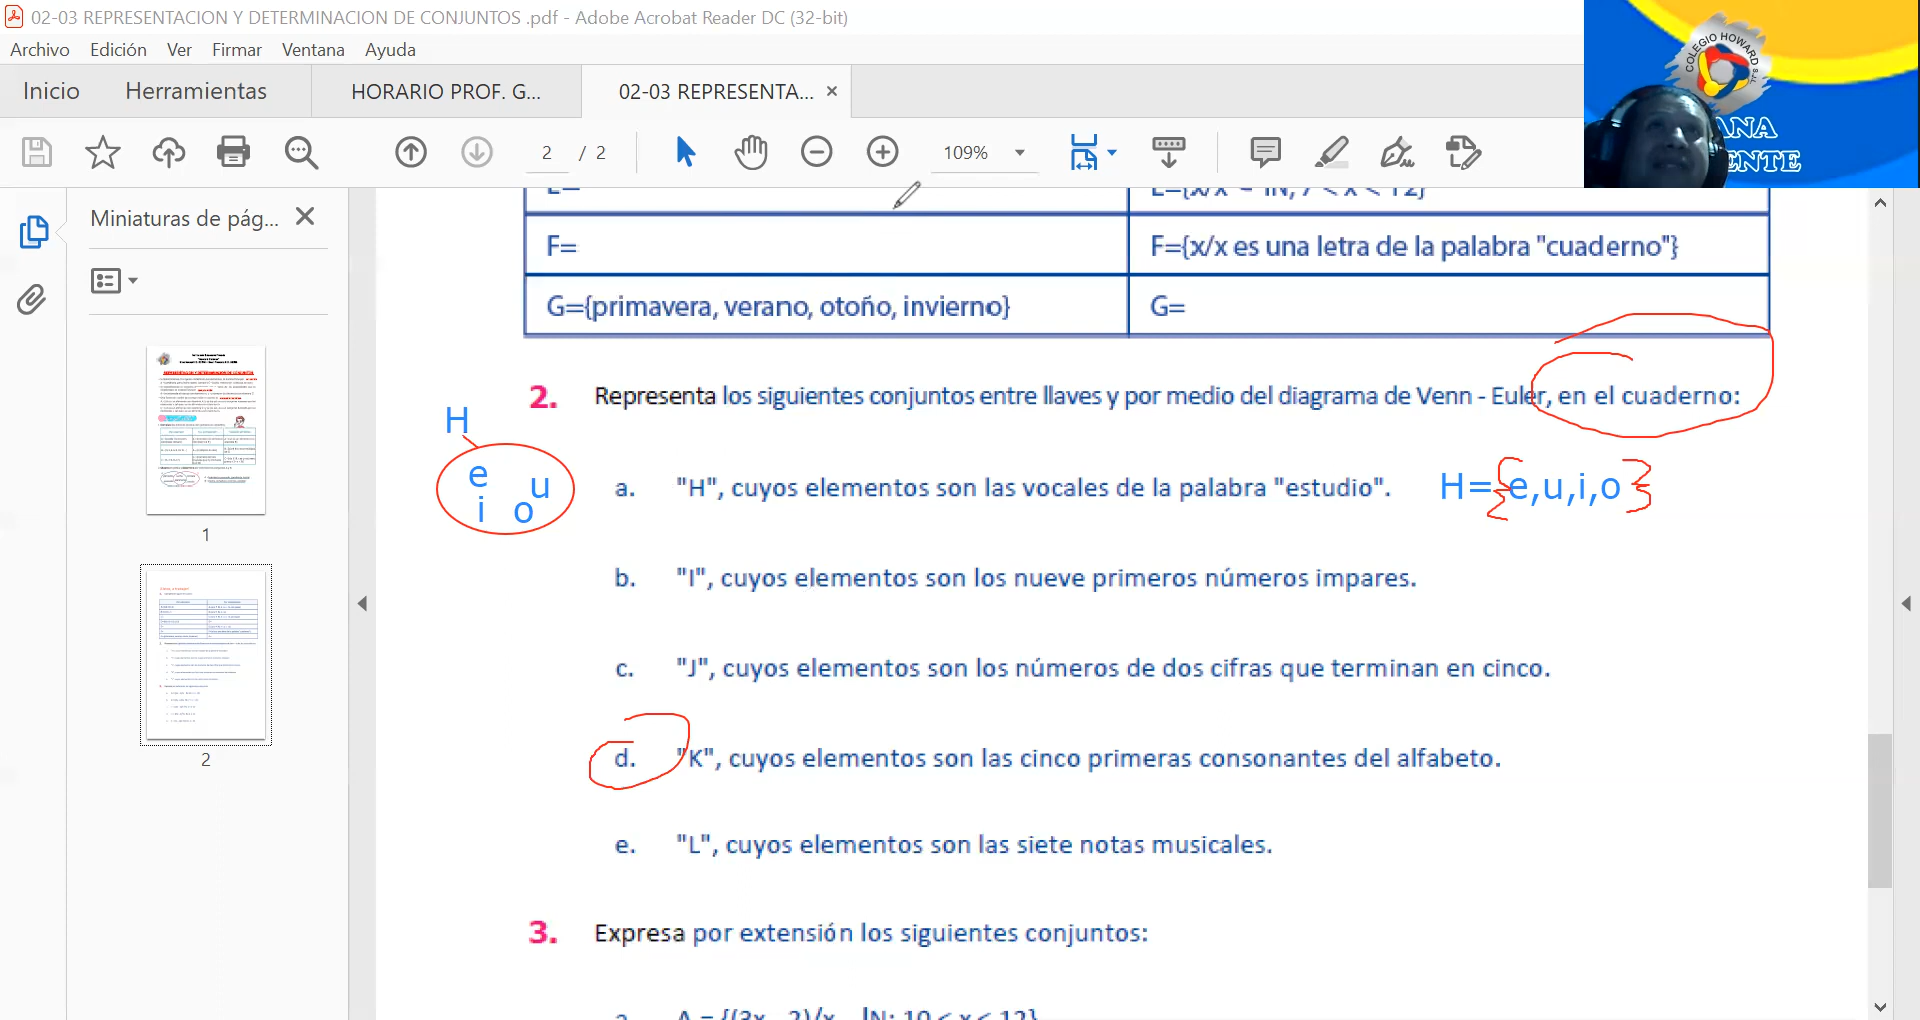 02-03 REPRESENTACION Y DETERMINACION DE CONJUNTOS .pdf - Adobe Acrobat Reader DC (32-bit)
Archivo Edición Ver Firmar Ventana Ayuda
Inicio Herramientas HORARIO PROF. G... 02-03 REPRESENTA... ×
2 / 2 109%
COLEGIO HOWARD S.J.L.
Miniaturas de pág...
F= F={x/x es una letra de la palabra "cuaderno"}
G={primavera, verano, otoño, invierno} G=
2. Representa los siguientes conjuntos entre llaves y por medio del diagrama de Venn - Euler, en el cuaderno:
H
e u
i o
a. "H", cuyos elementos son las vocales de la palabra "estudio". H={e,u,i,o}
b. "I", cuyos elementos son los nueve primeros números impares.
c. "J", cuyos elementos son los números de dos cifras que terminan en cinco.
d. "K", cuyos elementos son las cinco primeras consonantes del alfabeto.
e. "L", cuyos elementos son las siete notas musicales.
3. Expresa por extensión los siguientes conjuntos:
1
2